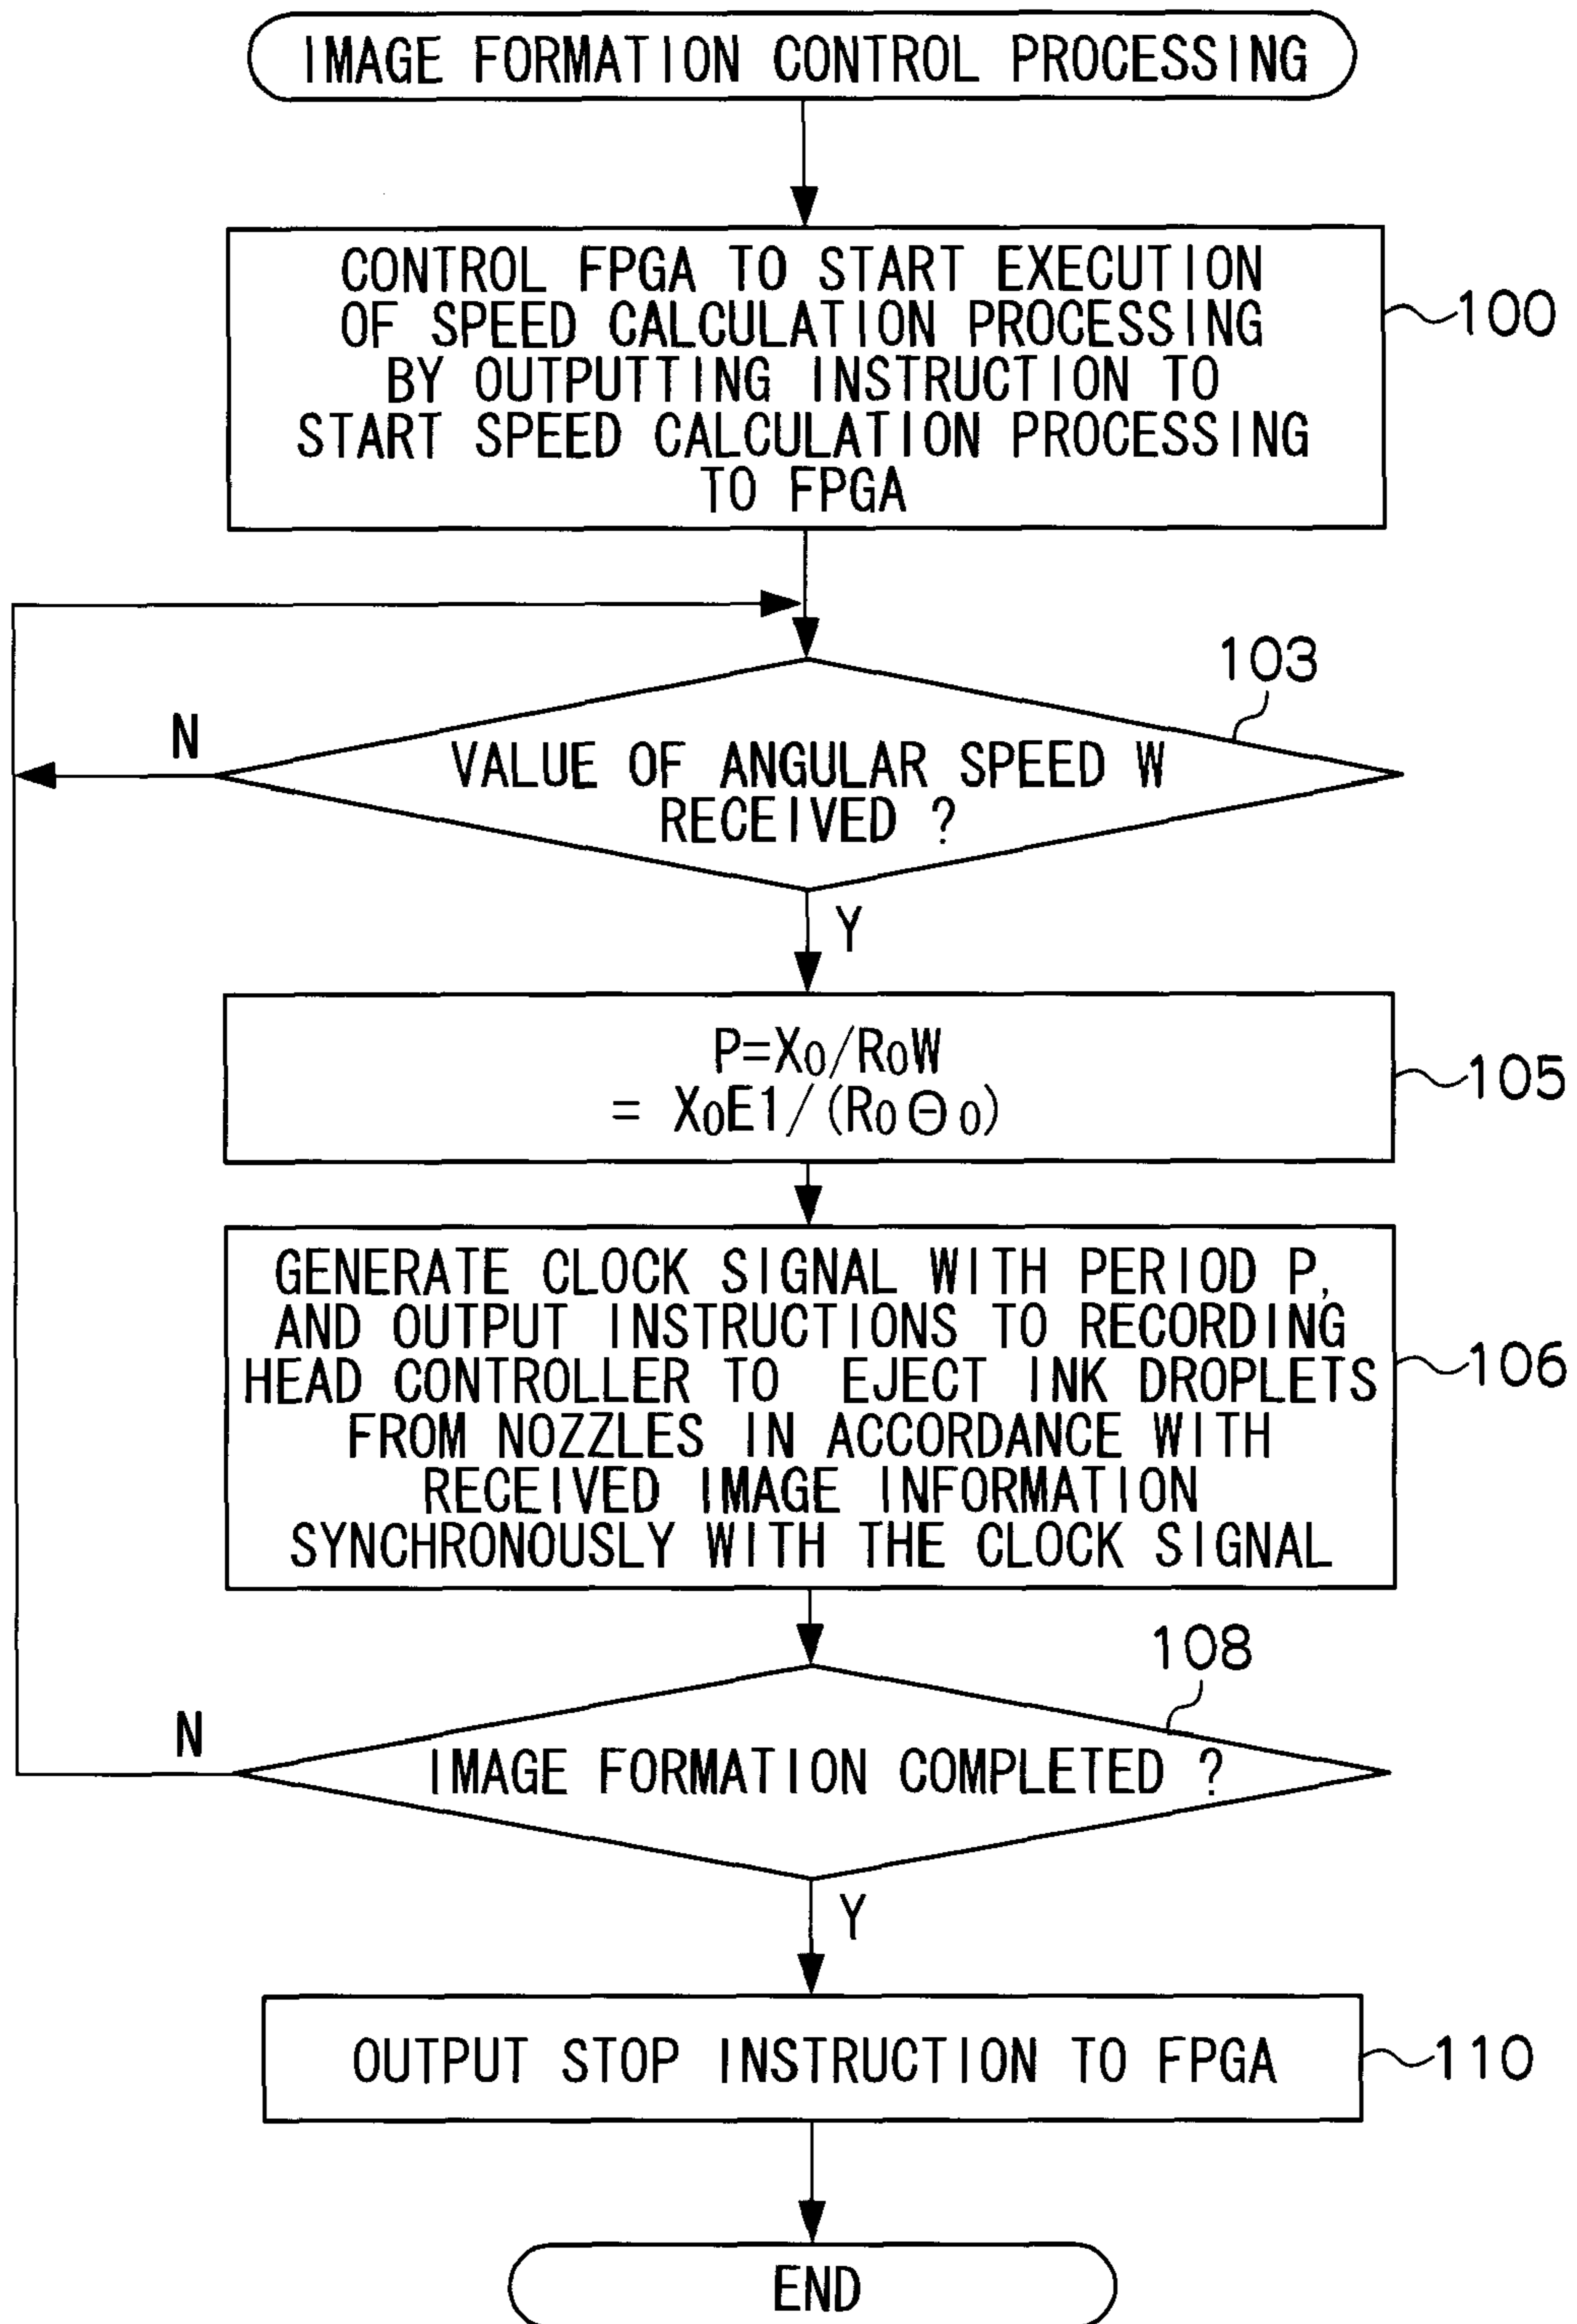 IMAGE FORMATION CONTROL PROCESSING
CONTROL FPGA TO START EXECUTION
OF SPEED CALCULATION PROCESSING
BY OUTPUTTING INSTRUCTION TO
START SPEED CALCULATION PROCESSING
TO FPGA
100
103
N
VALUE OF ANGULAR SPEED W
RECEIVED ?
Y
P=X₀/R₀W
= X₀E1/(R₀Θ₀)
105
GENERATE CLOCK SIGNAL WITH PERIOD P,
AND OUTPUT INSTRUCTIONS TO RECORDING
HEAD CONTROLLER TO EJECT INK DROPLETS
FROM NOZZLES IN ACCORDANCE WITH
RECEIVED IMAGE INFORMATION
SYNCHRONOUSLY WITH THE CLOCK SIGNAL
106
108
N
IMAGE FORMATION COMPLETED ?
Y
OUTPUT STOP INSTRUCTION TO FPGA
110
END